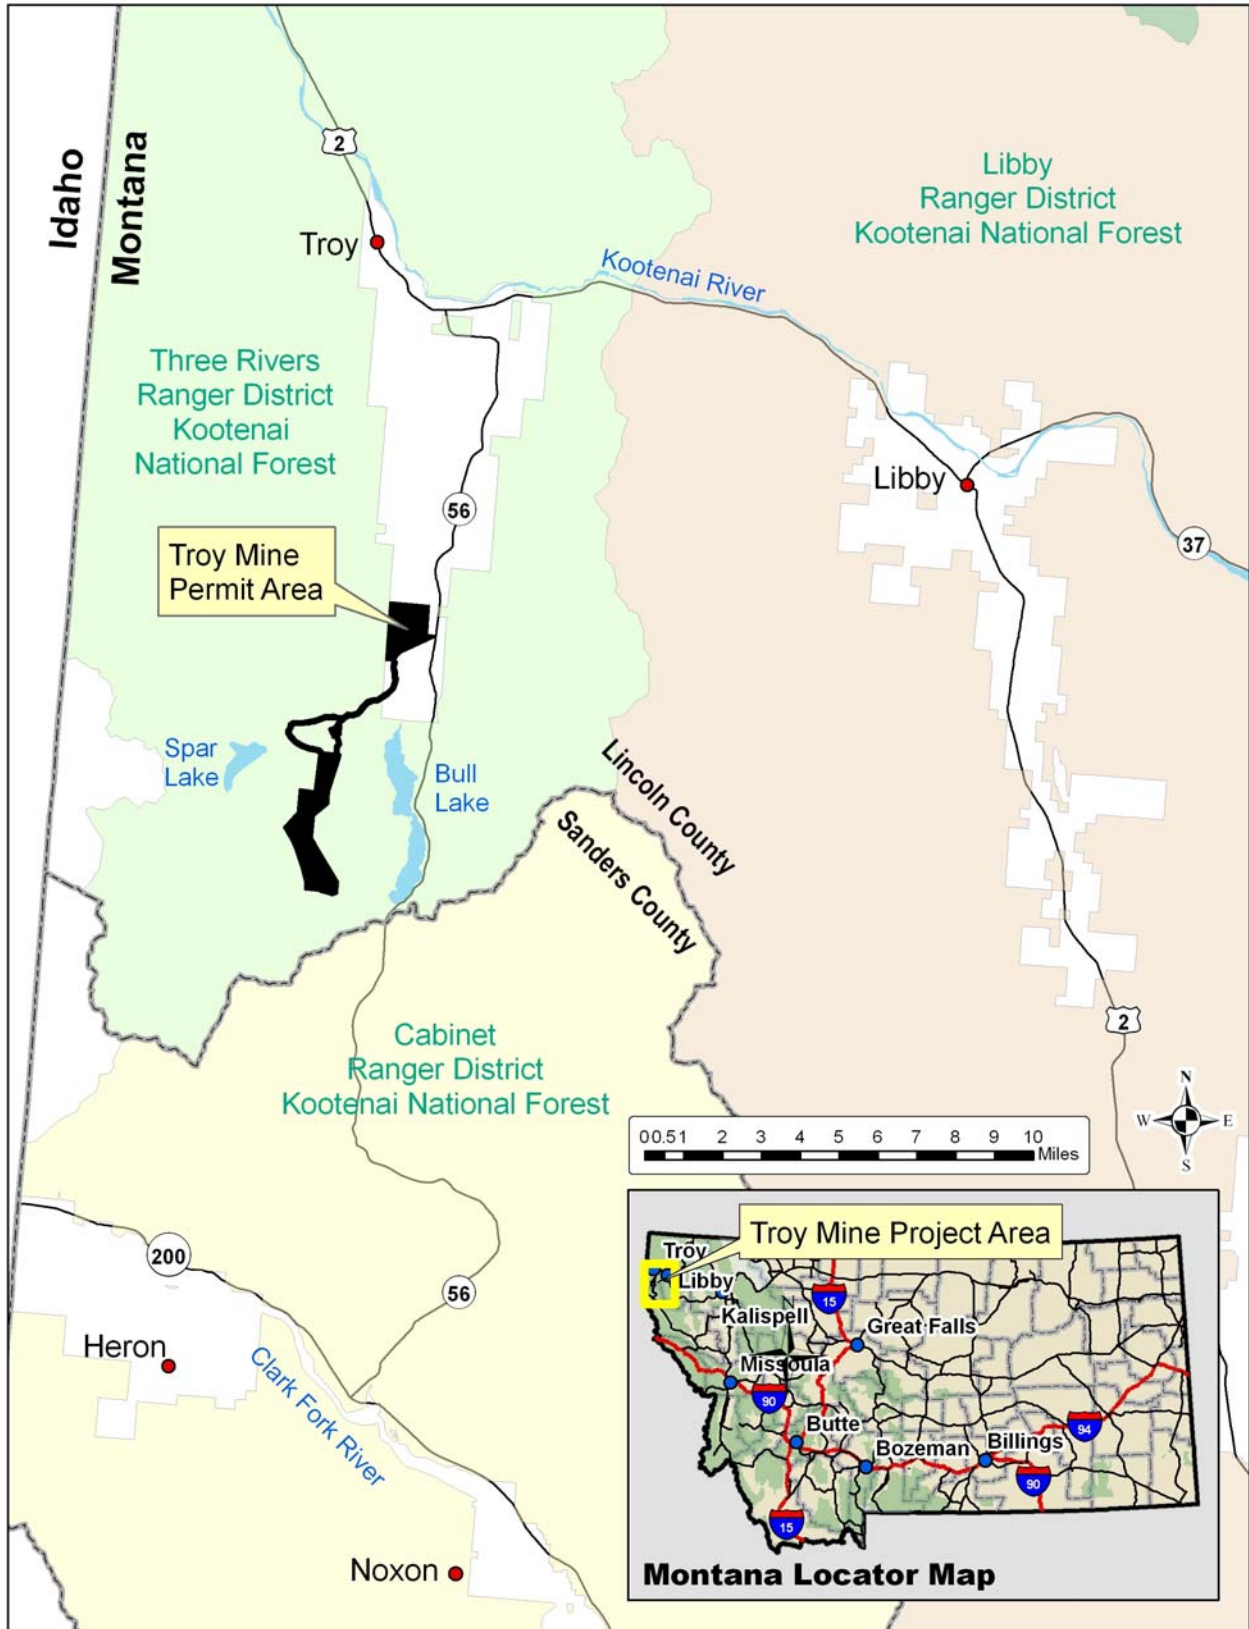 Idaho
Montana
2
Troy
Libby
Ranger District
Kootenai National Forest
Kootenai River
Three Rivers
Ranger District
Kootenai
National Forest
Libby
56
37
Troy Mine
Permit Area
Spar
Lake
Bull
Lake
Lincoln County
Sanders County
2
Cabinet
Ranger District
Kootenai National Forest
N
W
E
S
0 0.5 1 2 3 4 5 6 7 8 9 10
Miles
200
56
Heron
Clark Fork River
Noxon
Troy Mine Project Area
Troy
Libby
Kalispell
15
Great Falls
Missoula
90
Butte
Bozeman
Billings
94
90
15
Montana Locator Map